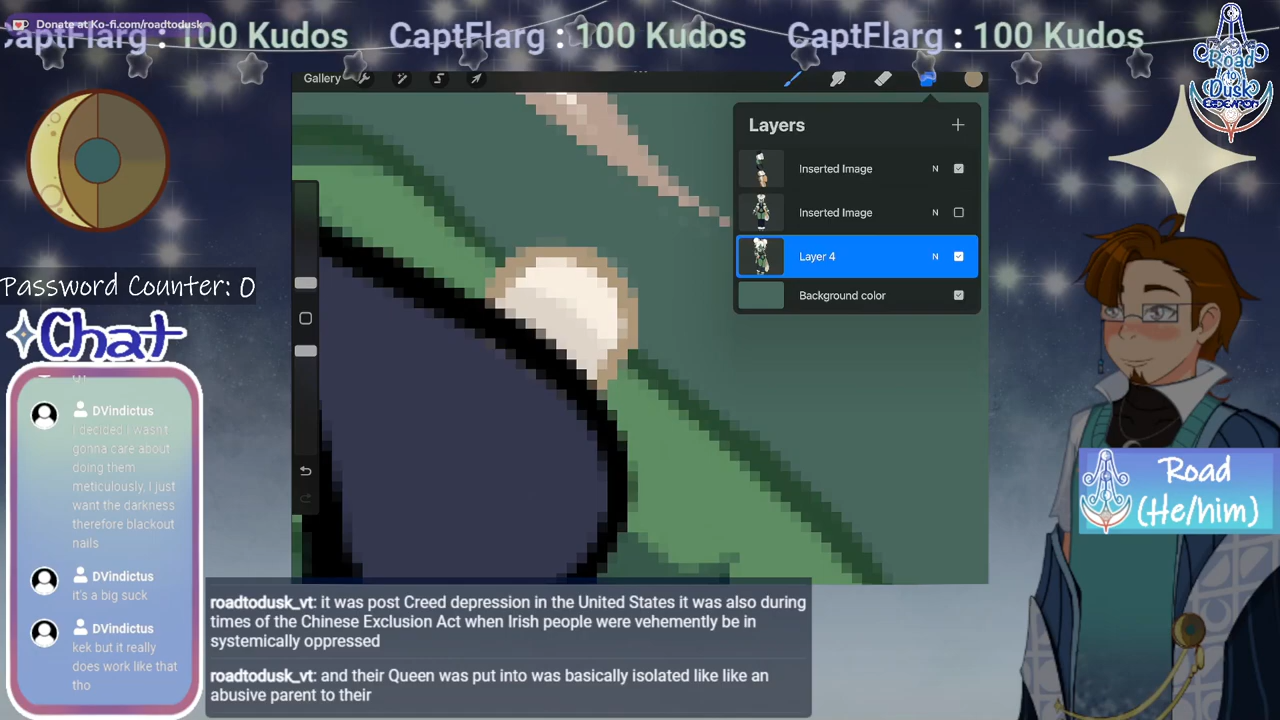 Donate at Ko-fi.com/roadtodusk
CaptFlarg : 100 Kudos CaptFlarg : 100 Kudos CaptFlarg : 100 Kudos
Road
to
Dusk
Gallery
Layers
Inserted Image N
Inserted Image N
Layer 4 N
Background color
Password Counter: 0
Chat
DVindictus
I decided I wasn't
gonna care about
doing them
meticulously, I just
want the darkness
therefore blackout
nails
DVindictus
it's a big suck
DVindictus
kek but it really
does work like that
tho
Road
(He/him)
roadtodusk_vt: it was post Creed depression in the United States it was also during
times of the Chinese Exclusion Act when Irish people were vehemently be in
systemically oppressed
roadtodusk_vt: and their Queen was put into was basically isolated like like an
abusive parent to their